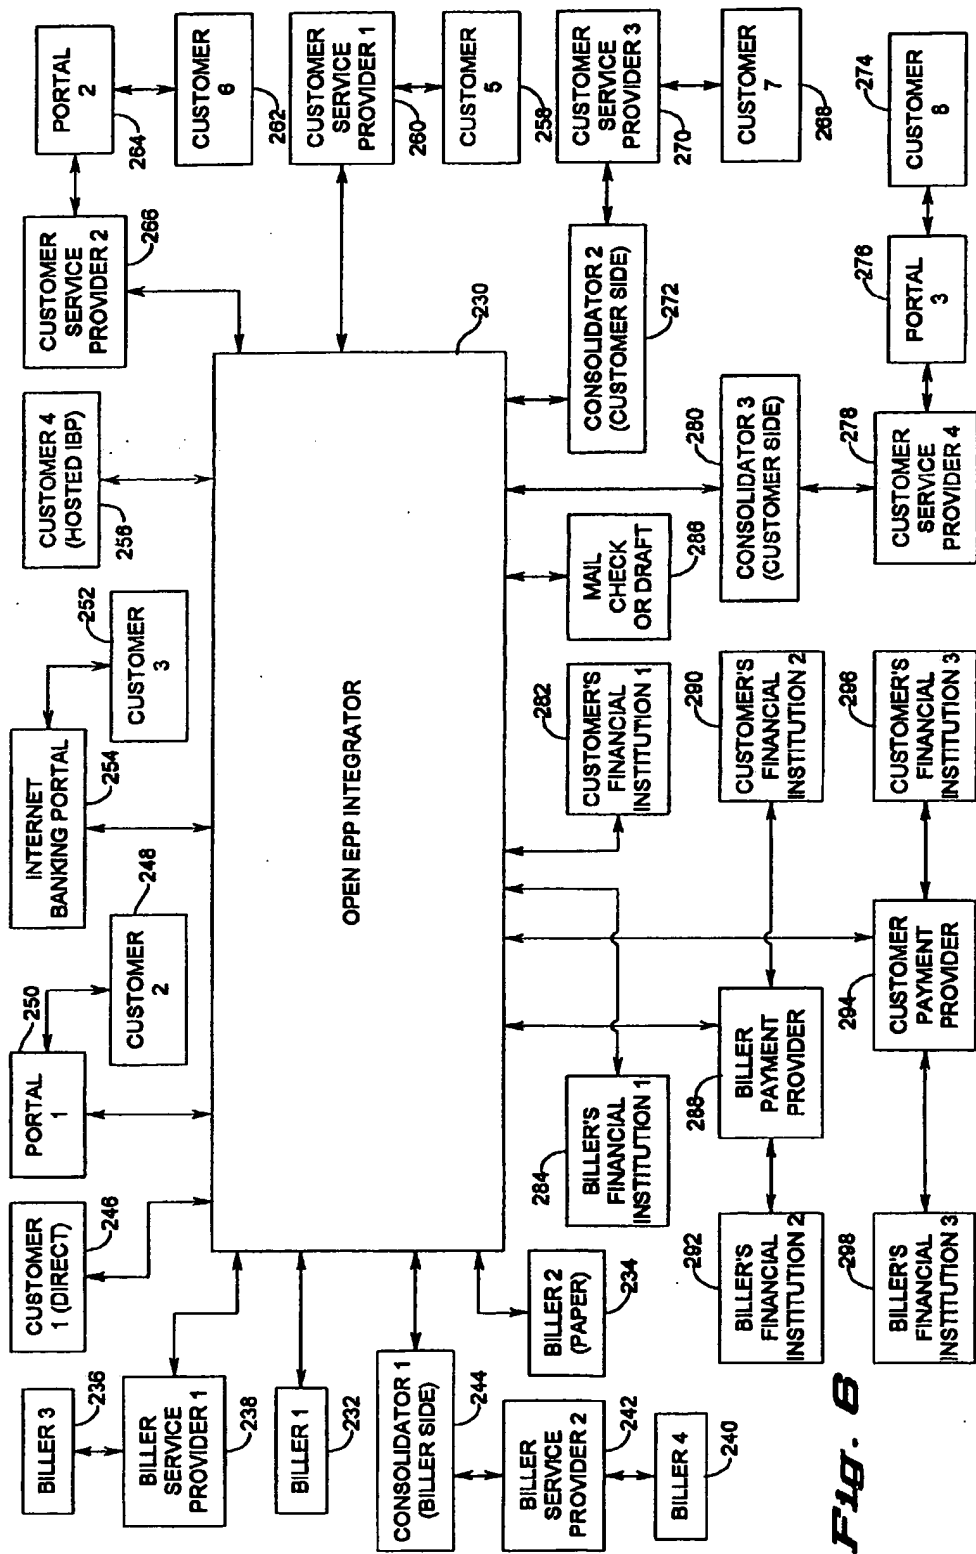 BILLER 3
236
BILLER
SERVICE
PROVIDER 1
238
BILLER 1
232
CONSOLIDATOR 1
(BILLER SIDE)
244
BILLER
SERVICE
PROVIDER 2
242
BILLER 4
240
BILLER 2
(PAPER)
234
CUSTOMER
1 (DIRECT)
246
PORTAL
1
250
CUSTOMER
2
248
INTERNET
BANKING PORTAL
254
CUSTOMER
3
252
CUSTOMER 4
(HOSTED IBP)
256
CUSTOMER
SERVICE
PROVIDER 2
266
PORTAL
2
264
CUSTOMER
6
262
CUSTOMER
SERVICE
PROVIDER 1
260
CUSTOMER
5
258
OPEN EPP INTEGRATOR
230
CUSTOMER
SERVICE
PROVIDER 3
270
CUSTOMER
7
268
CONSOLIDATOR 2
(CUSTOMER SIDE)
272
CONSOLIDATOR 3
(CUSTOMER SIDE)
280
CUSTOMER
SERVICE
PROVIDER 4
278
PORTAL
3
276
CUSTOMER
8
274
MAIL
CHECK
OR DRAFT
286
CUSTOMER'S
FINANCIAL
INSTITUTION 1
282
BILLER'S
FINANCIAL
INSTITUTION 1
284
BILLER'S
FINANCIAL
INSTITUTION 2
292
BILLER
PAYMENT
PROVIDER
288
CUSTOMER'S
FINANCIAL
INSTITUTION 2
290
BILLER'S
FINANCIAL
INSTITUTION 3
298
CUSTOMER
PAYMENT
PROVIDER
294
CUSTOMER'S
FINANCIAL
INSTITUTION 3
296
Fig. 6